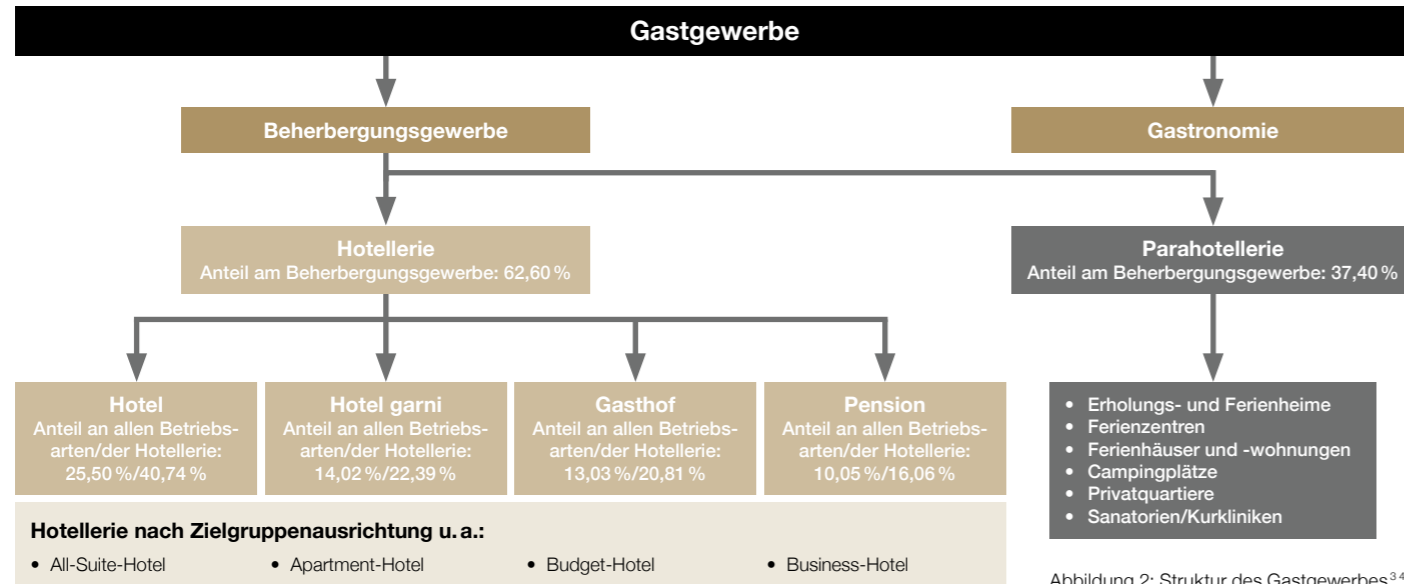 Gastgewerbe
Beherbergungsgewerbe
Gastronomie
Hotellerie
Anteil am Beherbergungsgewerbe: 62,60 %
Parahotellerie
Anteil am Beherbergungsgewerbe: 37,40 %
Hotel
Anteil an allen Betriebs-
arten/der Hotellerie:
25,50 %/40,74 %
Hotel garni
Anteil an allen Betriebs-
arten/der Hotellerie:
14,02 %/22,39 %
Gasthof
Anteil an allen Betriebs-
arten/der Hotellerie:
13,03 %/20,81 %
Pension
Anteil an allen Betriebs-
arten/der Hotellerie:
10,05 %/16,06 %
• Erholungs- und Ferienheime
• Ferienzentren
• Ferienhäuser und -wohnungen
• Campingplätze
• Privatquartiere
• Sanatorien/Kurkliniken
Hotellerie nach Zielgruppenausrichtung u. a.:
• All-Suite-Hotel
• Apartment-Hotel
• Budget-Hotel
• Business-Hotel
Abbildung 2: Struktur des Gastgewerbes 3 4